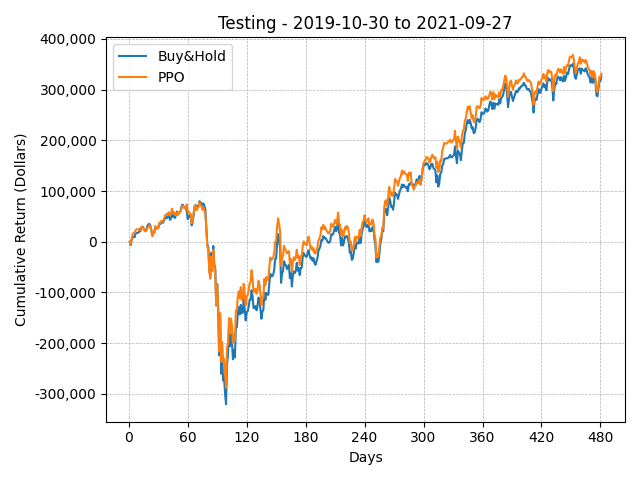 Testing - 2019-10-30 to 2021-09-27
Cumulative Return (Dollars)
400,000
300,000
200,000
100,000
0
-100,000
-200,000
-300,000
Buy&Hold
PPO
0 60 120 180 240 300 360 420 480
Days